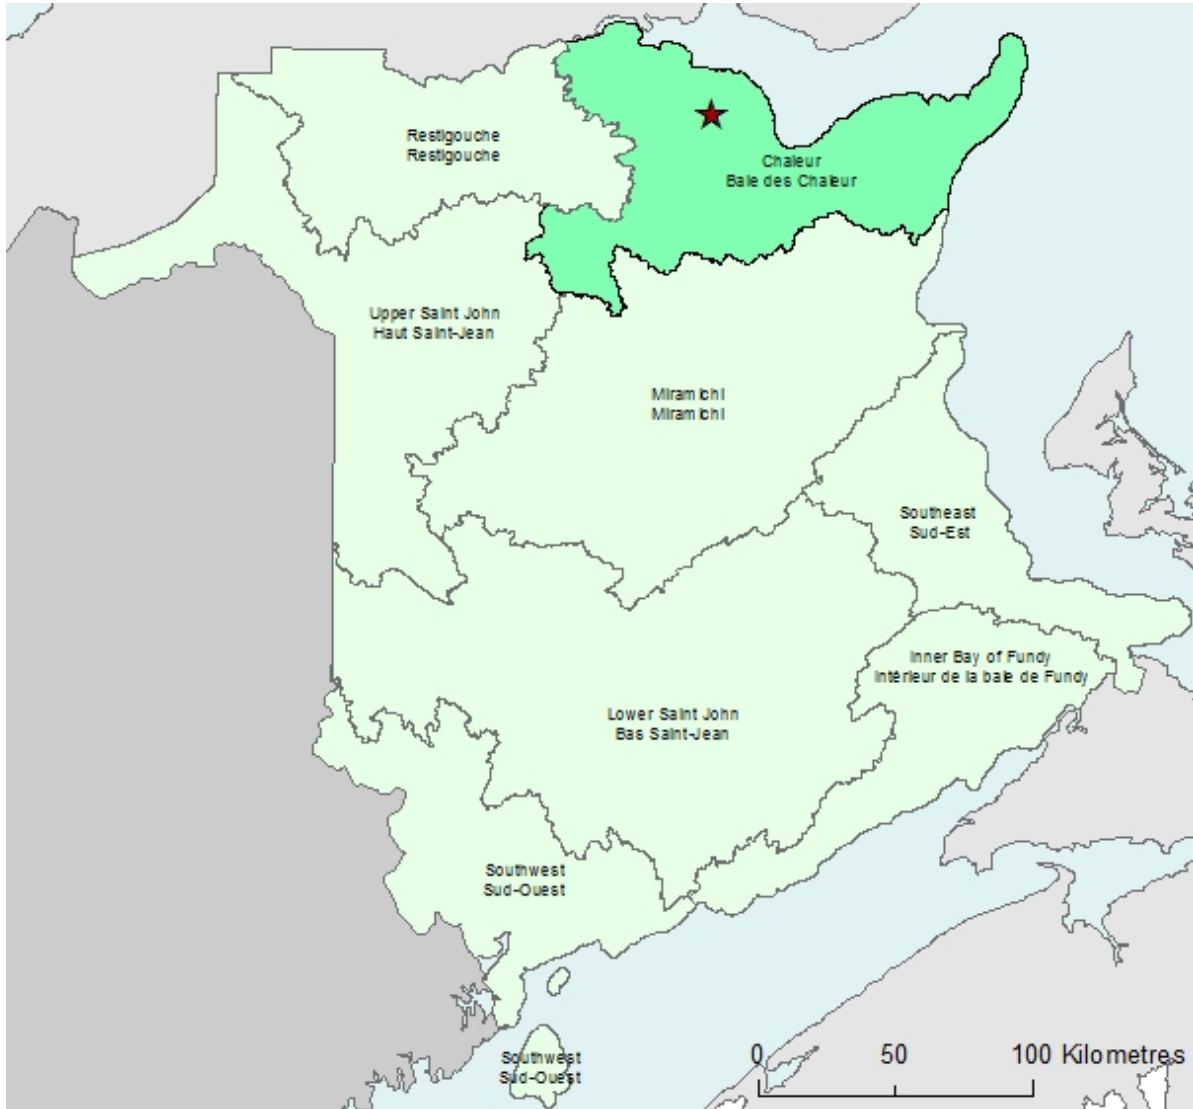 Restigouche
Restigouche
Chaleur
Baie des Chaleur
Upper Saint John
Haut Saint-Jean
Miramichi
Miramichi
Southeast
Sud-Est
Inner Bay of Fundy
Intérieur de la baie de Fundy
Lower Saint John
Bas Saint-Jean
Southwest
Sud-Ouest
Southwest
Sud-Ouest
0 50 100 Kilometres